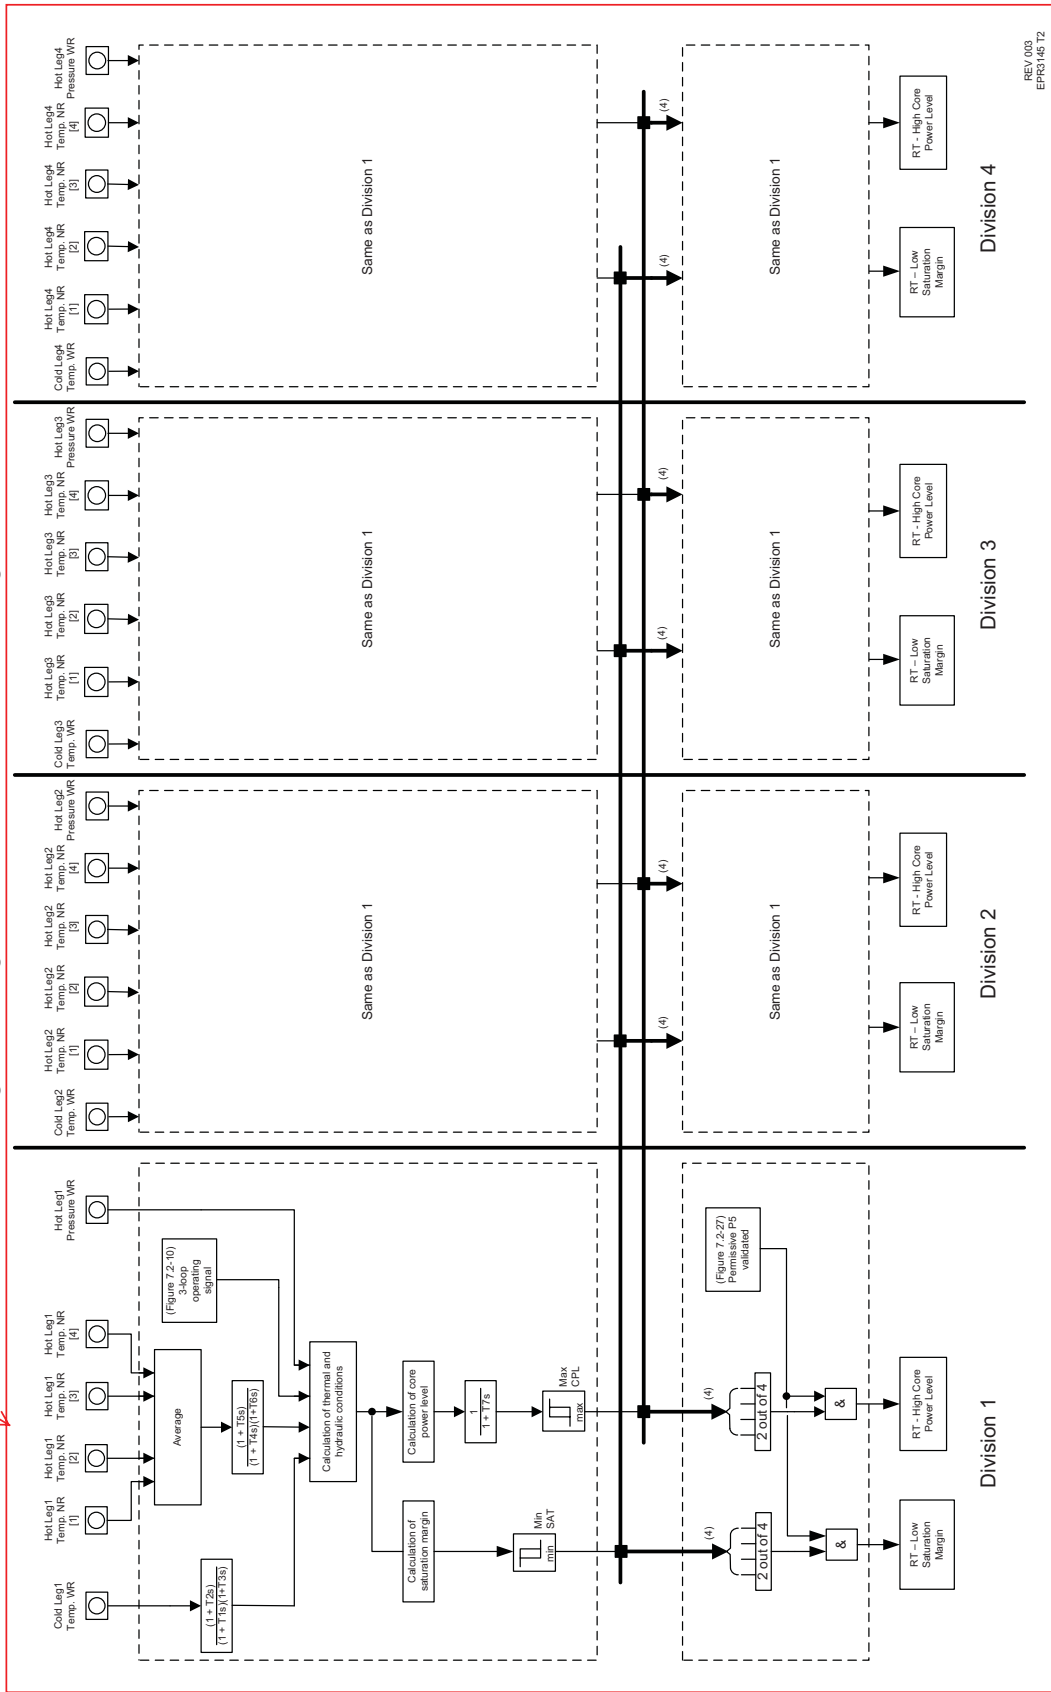 Cold Leg1
Temp. WR
Hot Leg1
Temp. NR
[1]
Hot Leg1
Temp. NR
[2]
Hot Leg1
Temp. NR
[3]
Hot Leg1
Temp. NR
[4]
Hot Leg1
Pressure WR
Cold Leg2
Temp. WR
Hot Leg2
Temp. NR
[1]
Hot Leg2
Temp. NR
[2]
Hot Leg2
Temp. NR
[3]
Hot Leg2
Temp. NR
[4]
Hot Leg2
Pressure WR
Cold Leg3
Temp. WR
Hot Leg3
Temp. NR
[1]
Hot Leg3
Temp. NR
[2]
Hot Leg3
Temp. NR
[3]
Hot Leg3
Temp. NR
[4]
Hot Leg3
Pressure WR
Cold Leg4
Temp. WR
Hot Leg4
Temp. NR
[1]
Hot Leg4
Temp. NR
[2]
Hot Leg4
Temp. NR
[3]
Hot Leg4
Temp. NR
[4]
Hot Leg4
Pressure WR
Average
(Figure 7.2-10)
3-loop
operating
signal
(1 + T2s)
(1 + T1s)(1+T3s)
(1 + T5s)
(1 + T4s)(1+T6s)
Calculation of thermal and
hydraulic conditions
Calculation of
saturation margin
Calculation of core
power level
1
1 + T7s
Min
SAT
min
Max
CPL
max
Same as Division 1
Same as Division 1
Same as Division 1
(4)
(4)
(4)
(4)
(4)
(4)
(4)
(4)
2 out of 4
2 out of 4
(Figure 7.2-27)
Permissive P5
validated
&
&
Same as Division 1
Same as Division 1
Same as Division 1
RT – Low
Saturation
Margin
RT - High Core
Power Level
RT – Low
Saturation
Margin
RT - High Core
Power Level
RT – Low
Saturation
Margin
RT - High Core
Power Level
RT – Low
Saturation
Margin
RT - High Core
Power Level
Division 1
Division 2
Division 3
Division 4
REV 003
EPR3145 T2